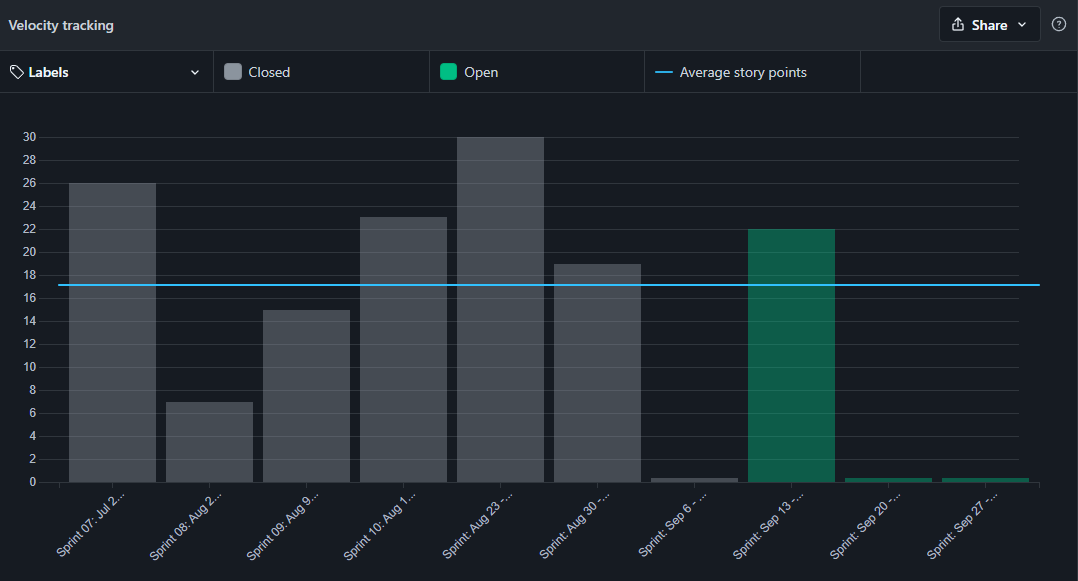 Velocity tracking
Share
Labels
Closed
Open
Average story points
30
28
26
24
22
20
18
16
14
12
10
8
6
4
2
0
Sprint 07: Jul 2...
Sprint 08: Aug 2...
Sprint 09: Aug 9...
Sprint 10: Aug 1...
Sprint: Aug 23 -...
Sprint: Aug 30 -...
Sprint: Sep 6 - ...
Sprint: Sep 13 -...
Sprint: Sep 20 -...
Sprint: Sep 27 -...